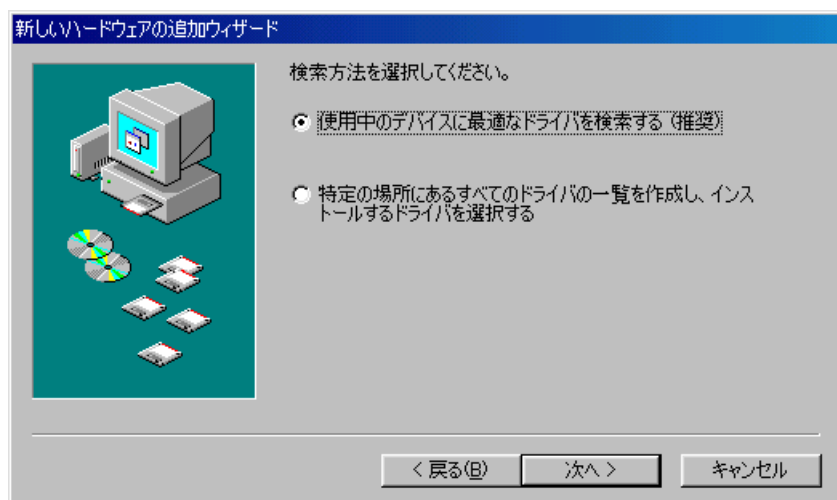 新しいハードウェアの追加ウィザード
検索方法を選択してください。
使用中のデバイスに最適なドライバを検索する (推奨)
特定の場所にあるすべてのドライバの一覧を作成し、インス
トールするドライバを選択する
< 戻る(B)
次へ >
キャンセル